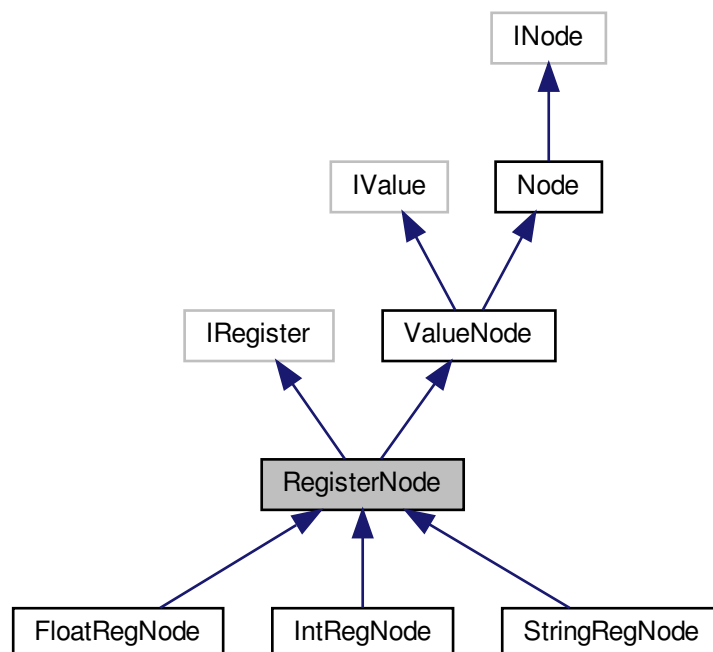 INode
IValue
Node
IRegister
ValueNode
RegisterNode
FloatRegNode
IntRegNode
StringRegNode